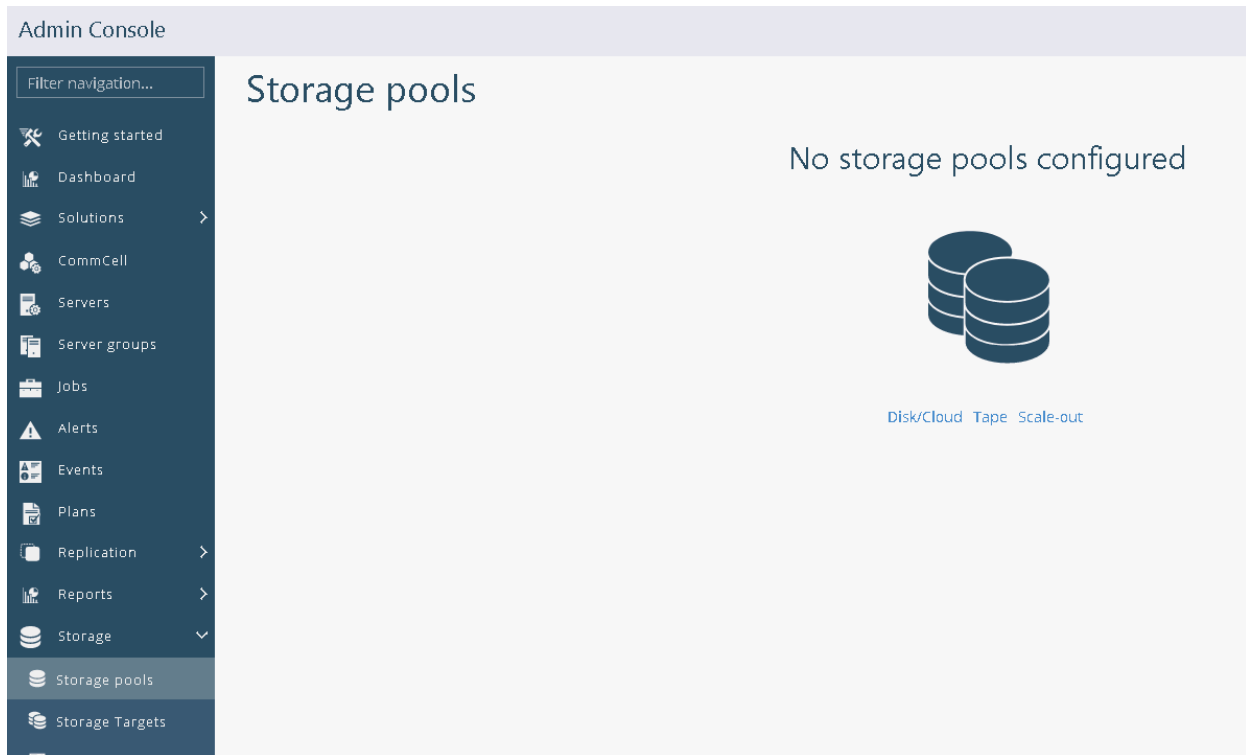 Admin Console
Filter navigation...
Getting started
Dashboard
Solutions
CommCell
Servers
Server groups
Jobs
Alerts
Events
Plans
Replication
Reports
Storage
Storage pools
Storage Targets
Storage pools
No storage pools configured
Disk/Cloud Tape Scale-out